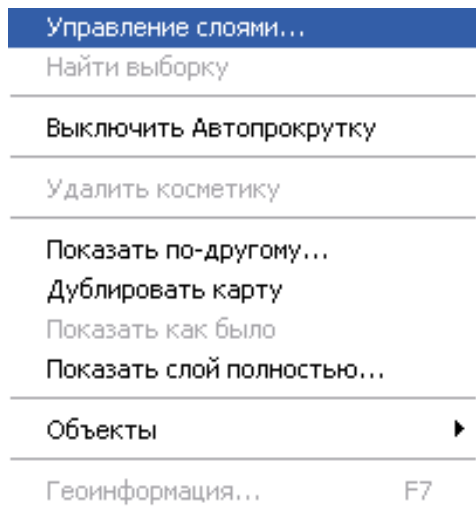 Управление слоями...
Найти выборку
Выключить Автопрокрутку
Удалить косметику
Показать по-другому...
Дублировать карту
Показать как было
Показать слой полностью...
Объекты
Геоинформация... F7